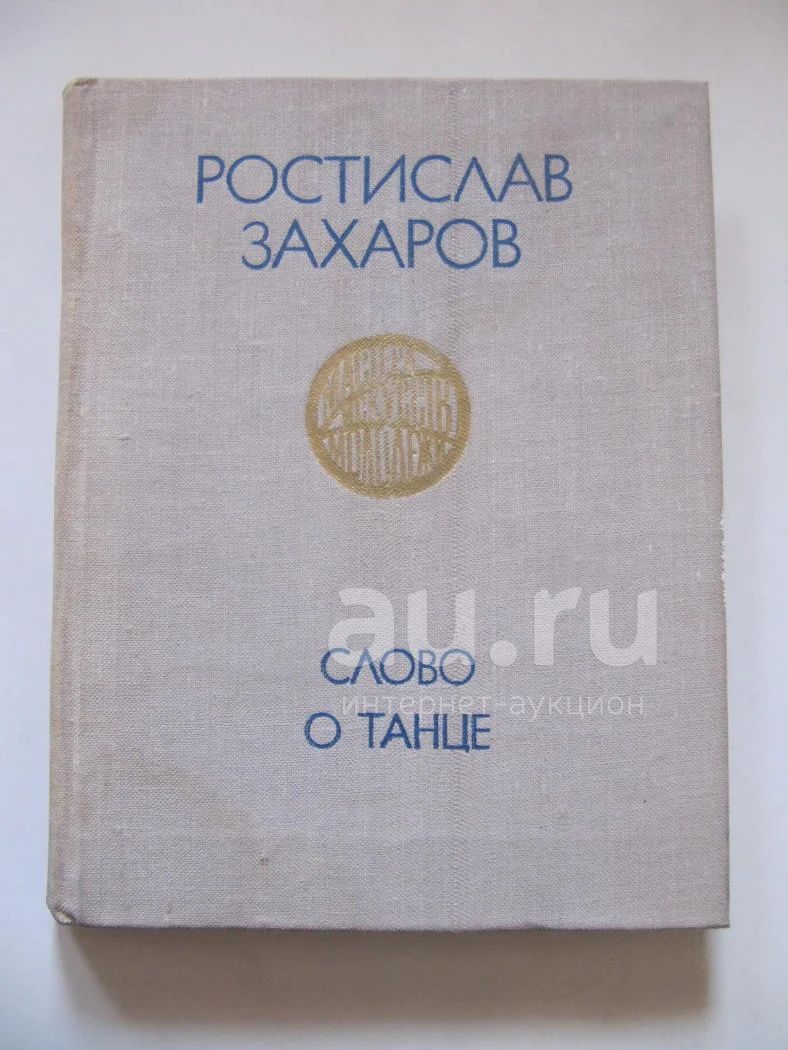 РОСТИСЛАВ
ЗАХАРОВ
au.ru
СЛОВО
интернет-аукцион
О ТАНЦЕ